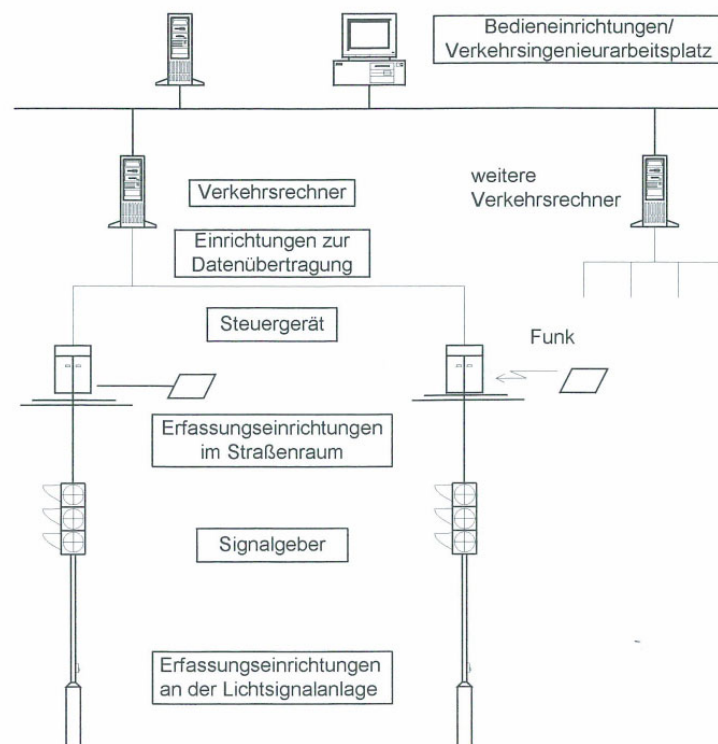 Bedieneinrichtungen/
Verkehrsingenieurarbeitsplatz
Verkehrsrechner
weitere
Verkehrsrechner
Einrichtungen zur
Datenübertragung
Steuergerät
Funk
Erfassungseinrichtungen
im Straßenraum
Signalgeber
Erfassungseinrichtungen
an der Lichtsignalanlage